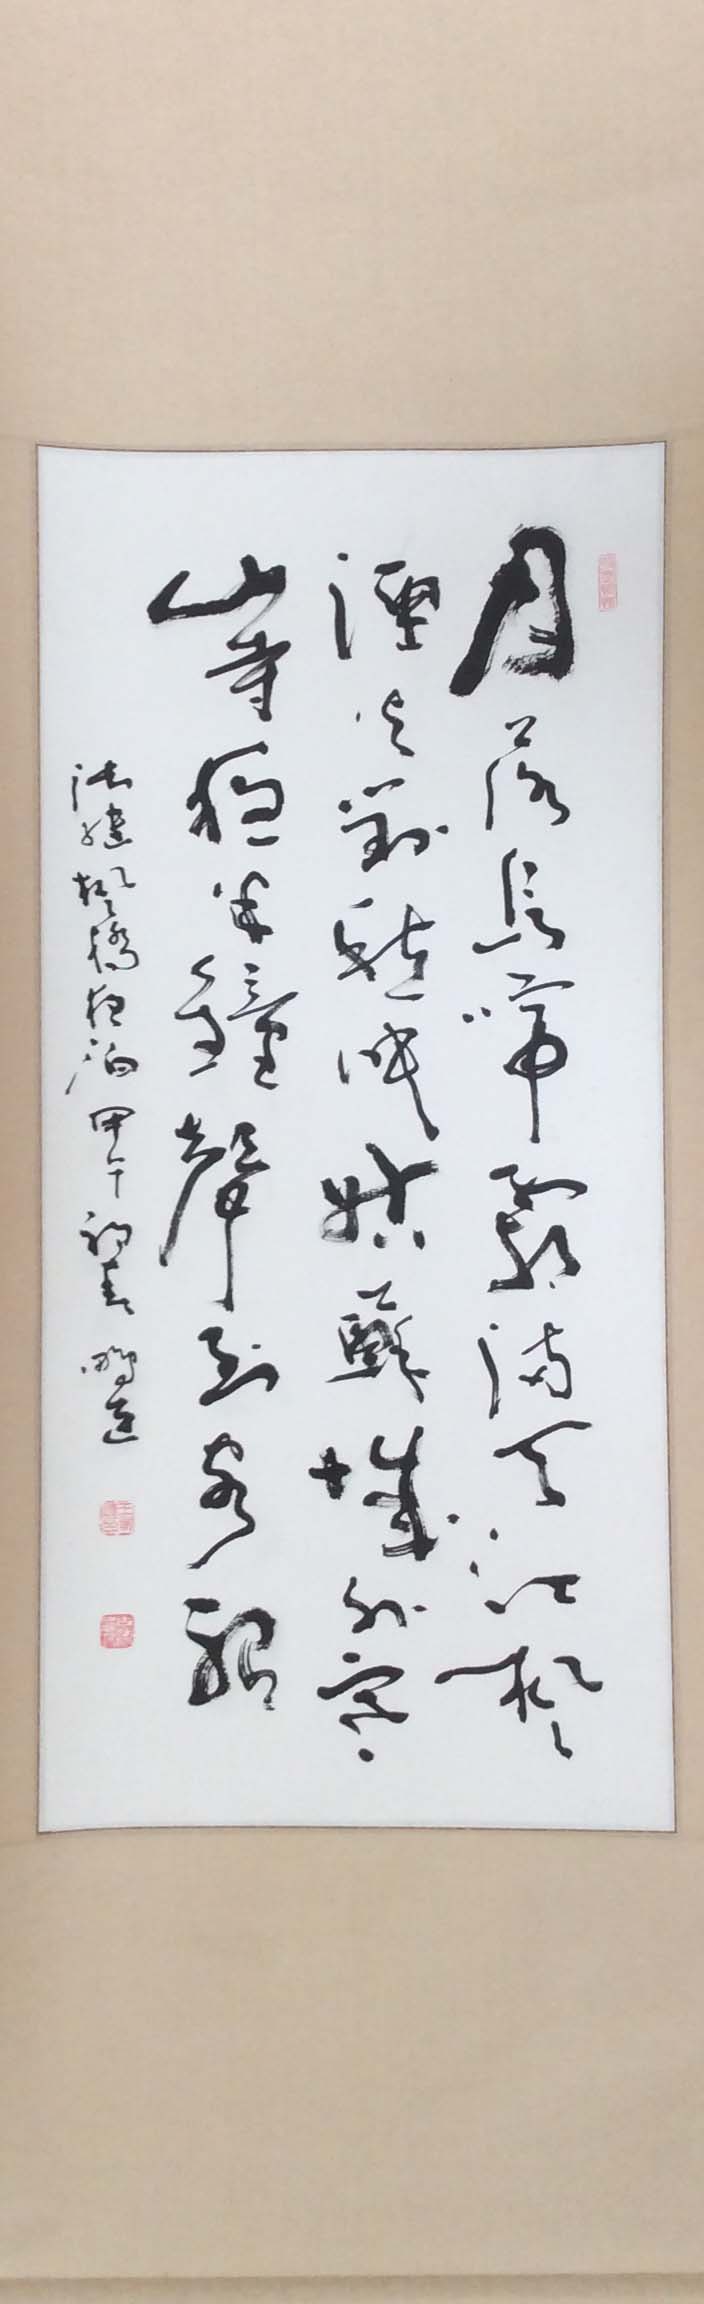 月落烏啼霜滿天江楓
漁火對愁眠姑蘇城外寒
山寺夜半鐘聲到客船
張繼楓橋夜泊 甲午初春 鵬